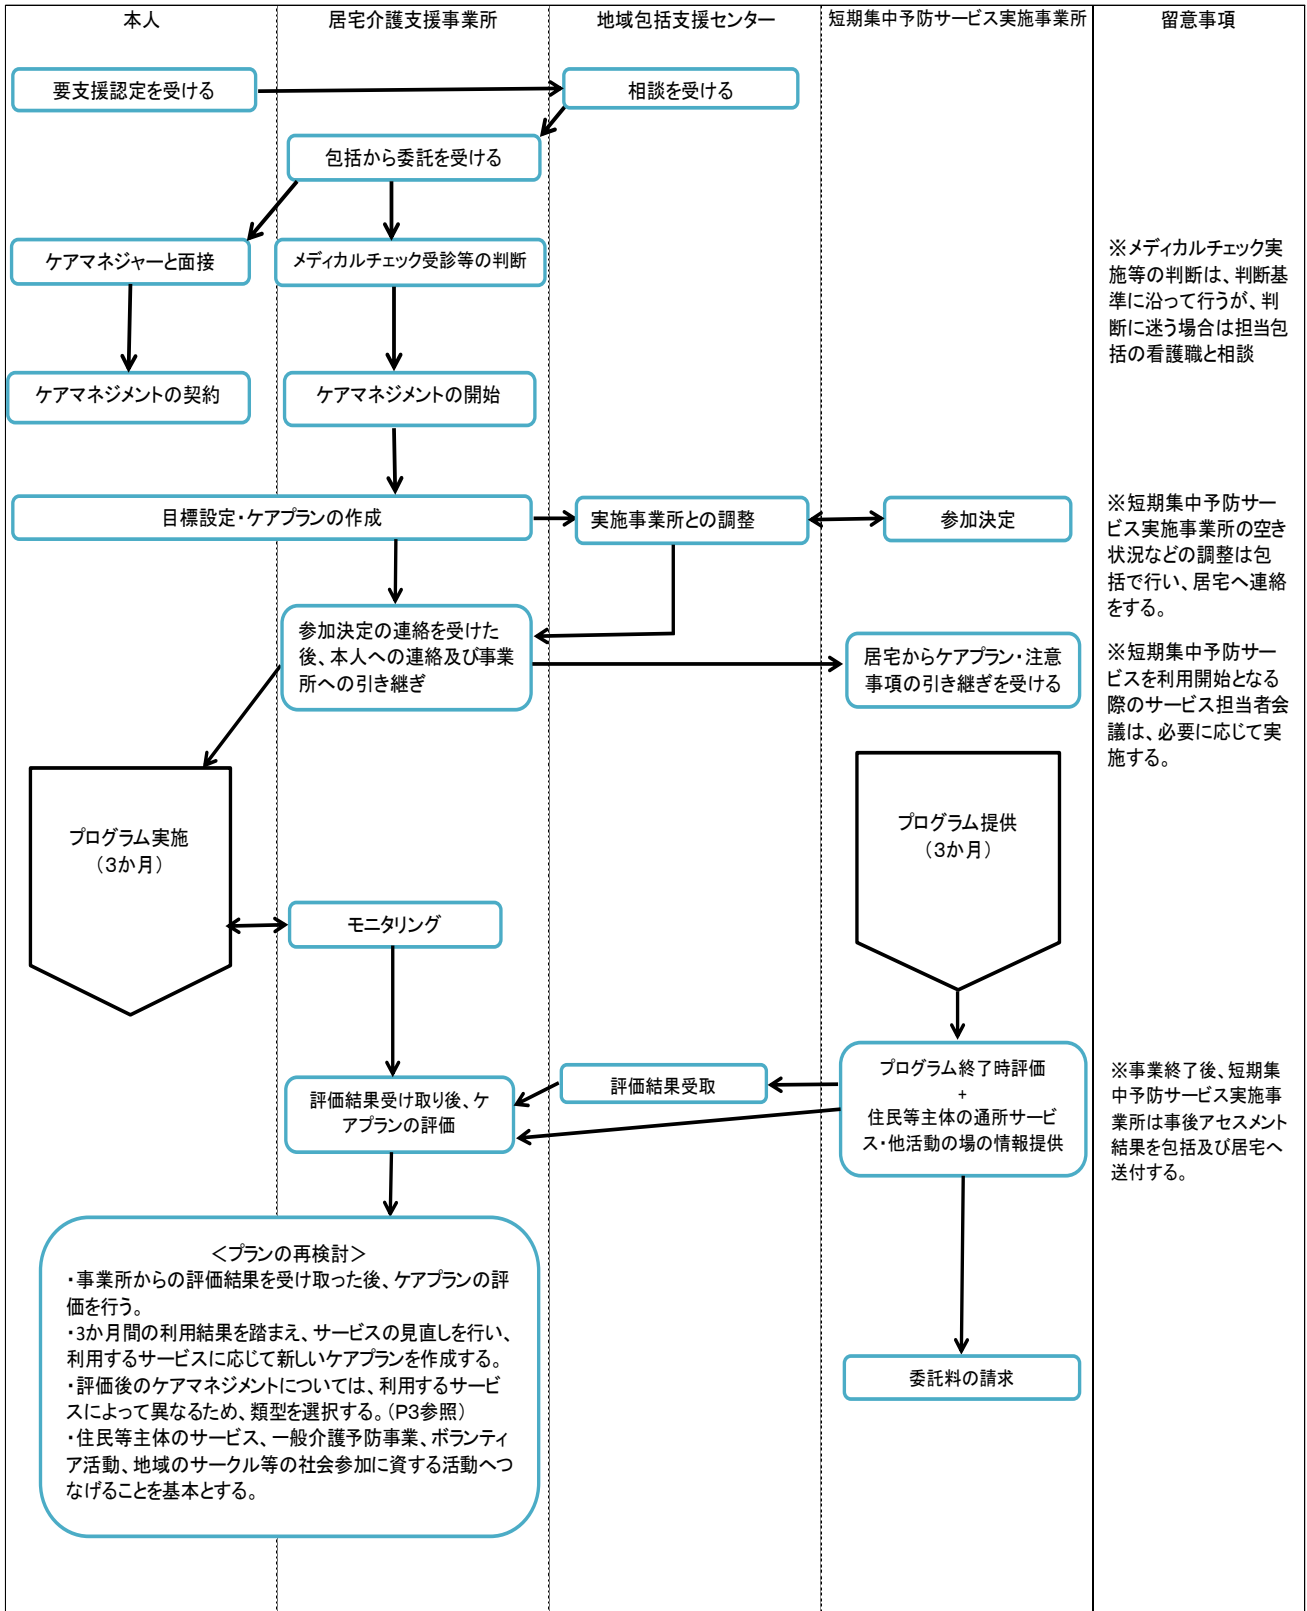 本人
居宅介護支援事業所
地域包括支援センター
短期集中予防サービス実施事業所
留意事項
要支援認定を受ける
相談を受ける
包括から委託を受ける
ケアマネジャーと面接
メディカルチェック受診等の判断
※メディカルチェック実
施等の判断は、判断基
準に沿って行うが、判
断に迷う場合は担当包
括の看護職と相談
ケアマネジメントの契約
ケアマネジメントの開始
目標設定・ケアプランの作成
実施事業所との調整
参加決定
※短期集中予防サー
ビス実施事業所の空き
状況などの調整は包
括で行い、居宅へ連絡
をする。
参加決定の連絡を受けた
後、本人への連絡及び事業
所への引き継ぎ
居宅からケアプラン・注意
事項の引き継ぎを受ける
※短期集中予防サー
ビスを利用開始となる
際のサービス担当者会
議は、必要に応じて実
施する。
プログラム実施
（3か月）
プログラム提供
（3か月）
モニタリング
評価結果受け取り後、ケ
アプランの評価
評価結果受取
プログラム終了時評価
+
住民等主体の通所サービ
ス・他活動の場の情報提供
※事業終了後、短期集
中予防サービス実施事
業所は事後アセスメント
結果を包括及び居宅へ
送付する。
＜プランの再検討＞
・事業所からの評価結果を受け取った後、ケアプランの評
価を行う。
・3か月間の利用結果を踏まえ、サービスの見直しを行い、
利用するサービスに応じて新しいケアプランを作成する。
・評価後のケアマネジメントについては、利用するサービ
スによって異なるため、類型を選択する。（P3参照）
・住民等主体のサービス、一般介護予防事業、ボランティ
ア活動、地域のサークル等の社会参加に資する活動へつ
なげることを基本とする。
委託料の請求